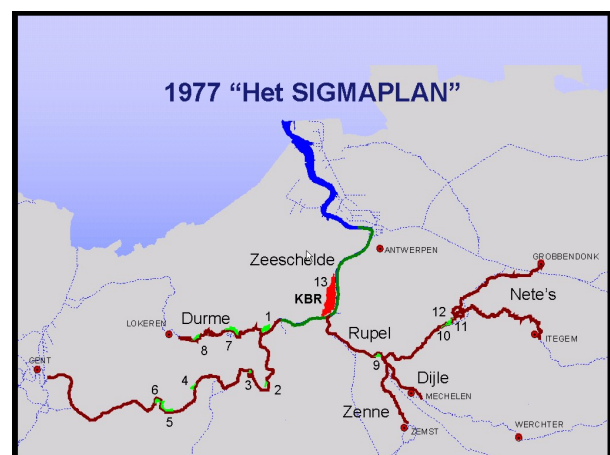 1977 “Het SIGMAPLAN”
ANTWERPEN
Zeeschelde
GROBBENDONK
13
KBR
Nete's
12
Durme
1
LOKEREN
10
11
Rupel
ITEGEM
8
7
GENT
9
3
Dijle
4
2
MECHELEN
6
5
Zenne
ZEMST
WERCHTER